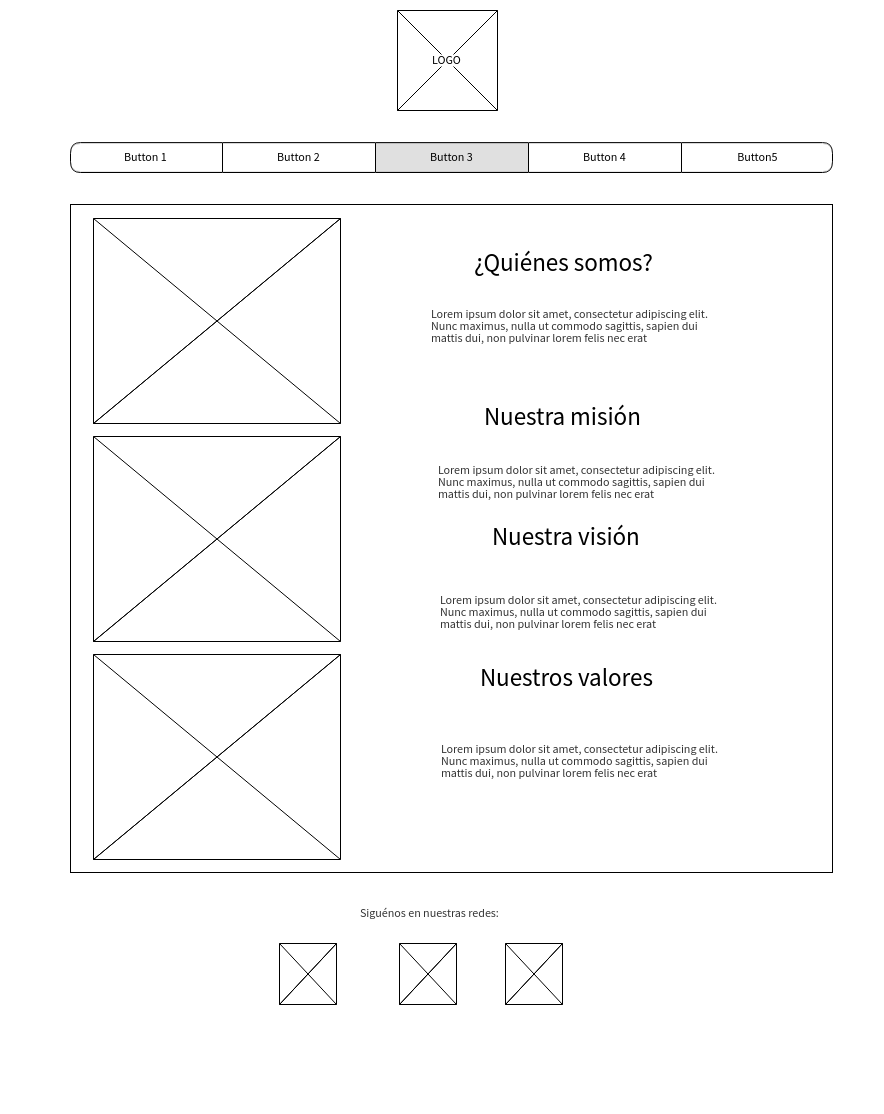 LOGO
Button 1
Button 2
Button 3
Button 4
Button5
¿Quiénes somos?
Lorem ipsum dolor sit amet, consectetur adipiscing elit.
Nunc maximus, nulla ut commodo sagittis, sapien dui
mattis dui, non pulvinar lorem felis nec erat
Nuestra misión
Lorem ipsum dolor sit amet, consectetur adipiscing elit.
Nunc maximus, nulla ut commodo sagittis, sapien dui
mattis dui, non pulvinar lorem felis nec erat
Nuestra visión
Lorem ipsum dolor sit amet, consectetur adipiscing elit.
Nunc maximus, nulla ut commodo sagittis, sapien dui
mattis dui, non pulvinar lorem felis nec erat
Nuestros valores
Lorem ipsum dolor sit amet, consectetur adipiscing elit.
Nunc maximus, nulla ut commodo sagittis, sapien dui
mattis dui, non pulvinar lorem felis nec erat
Siguénos en nuestras redes: